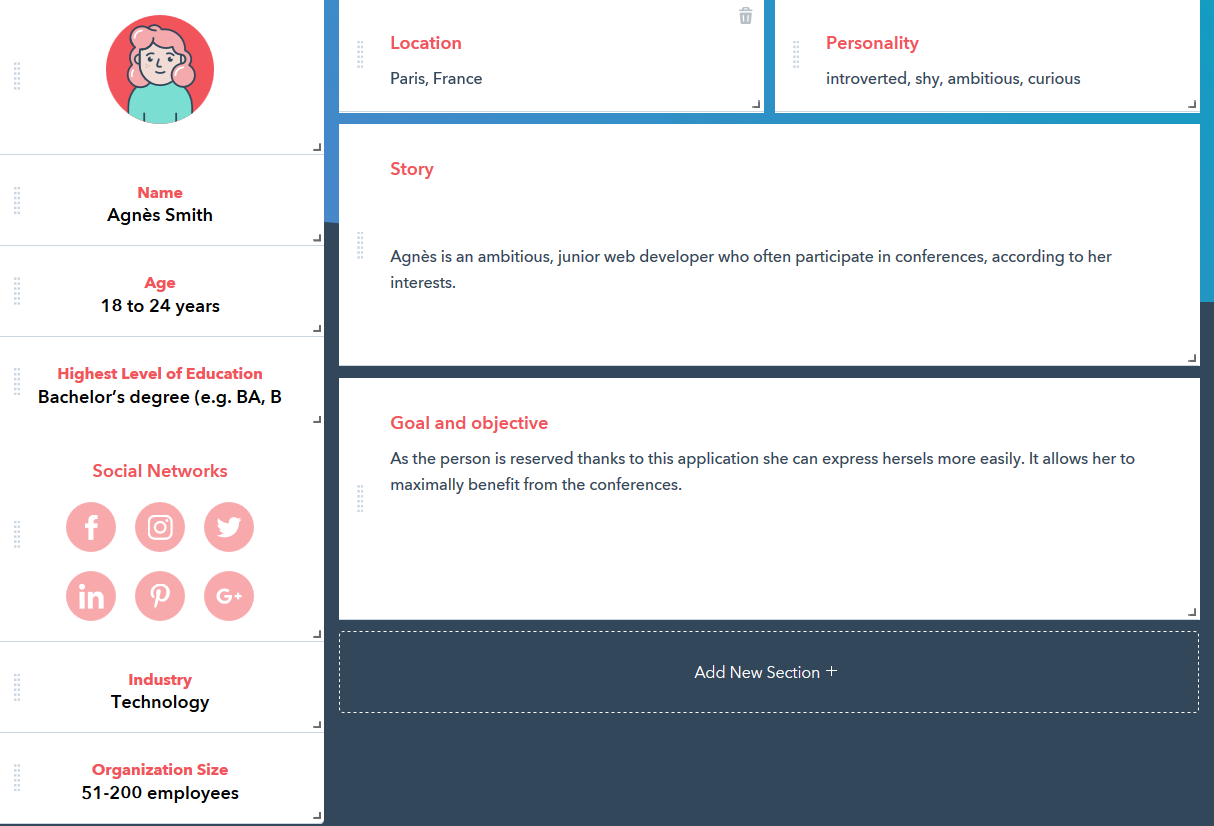 Name
Agnès Smith
Age
18 to 24 years
Highest Level of Education
Bachelor’s degree (e.g. BA, B
Social Networks
f
in
G+
Industry
Technology
Organization Size
51-200 employees
Location
Paris, France
Personality
introverted, shy, ambitious, curious
Story
Agnès is an ambitious, junior web developer who often participate in conferences, according to her
interests.
Goal and objective
As the person is reserved thanks to this application she can express hersels more easily. It allows her to
maximally benefit from the conferences.
Add New Section +